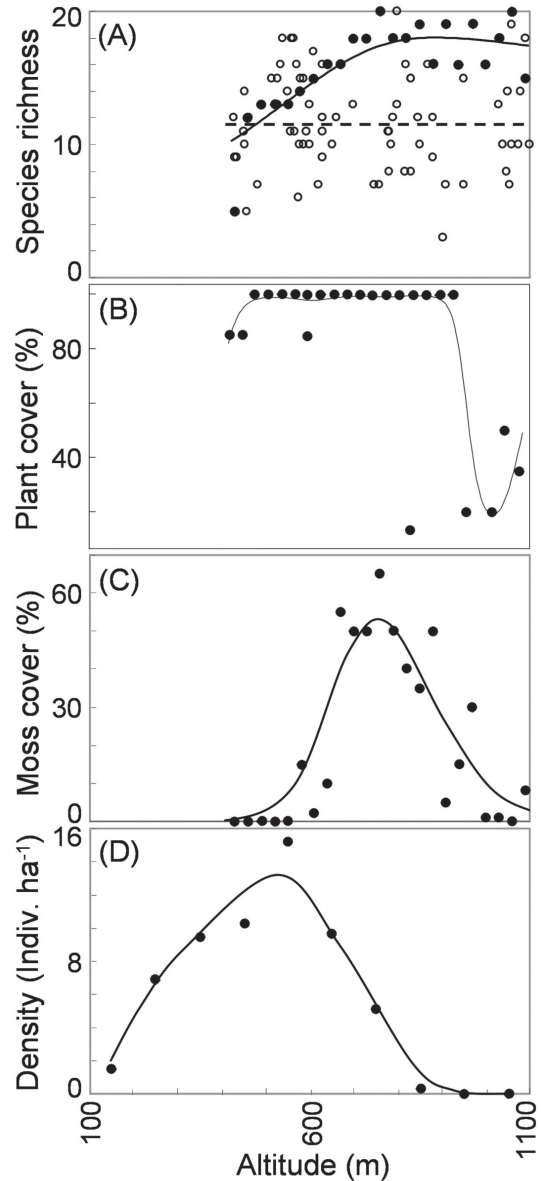 (A)
Species richness
20
10
0
(B)
Plant cover (%)
80
40
(C)
Moss cover (%)
60
30
0
(D)
Density (Indiv. ha⁻¹)
16
8
0
100
600
1100
Altitude (m)